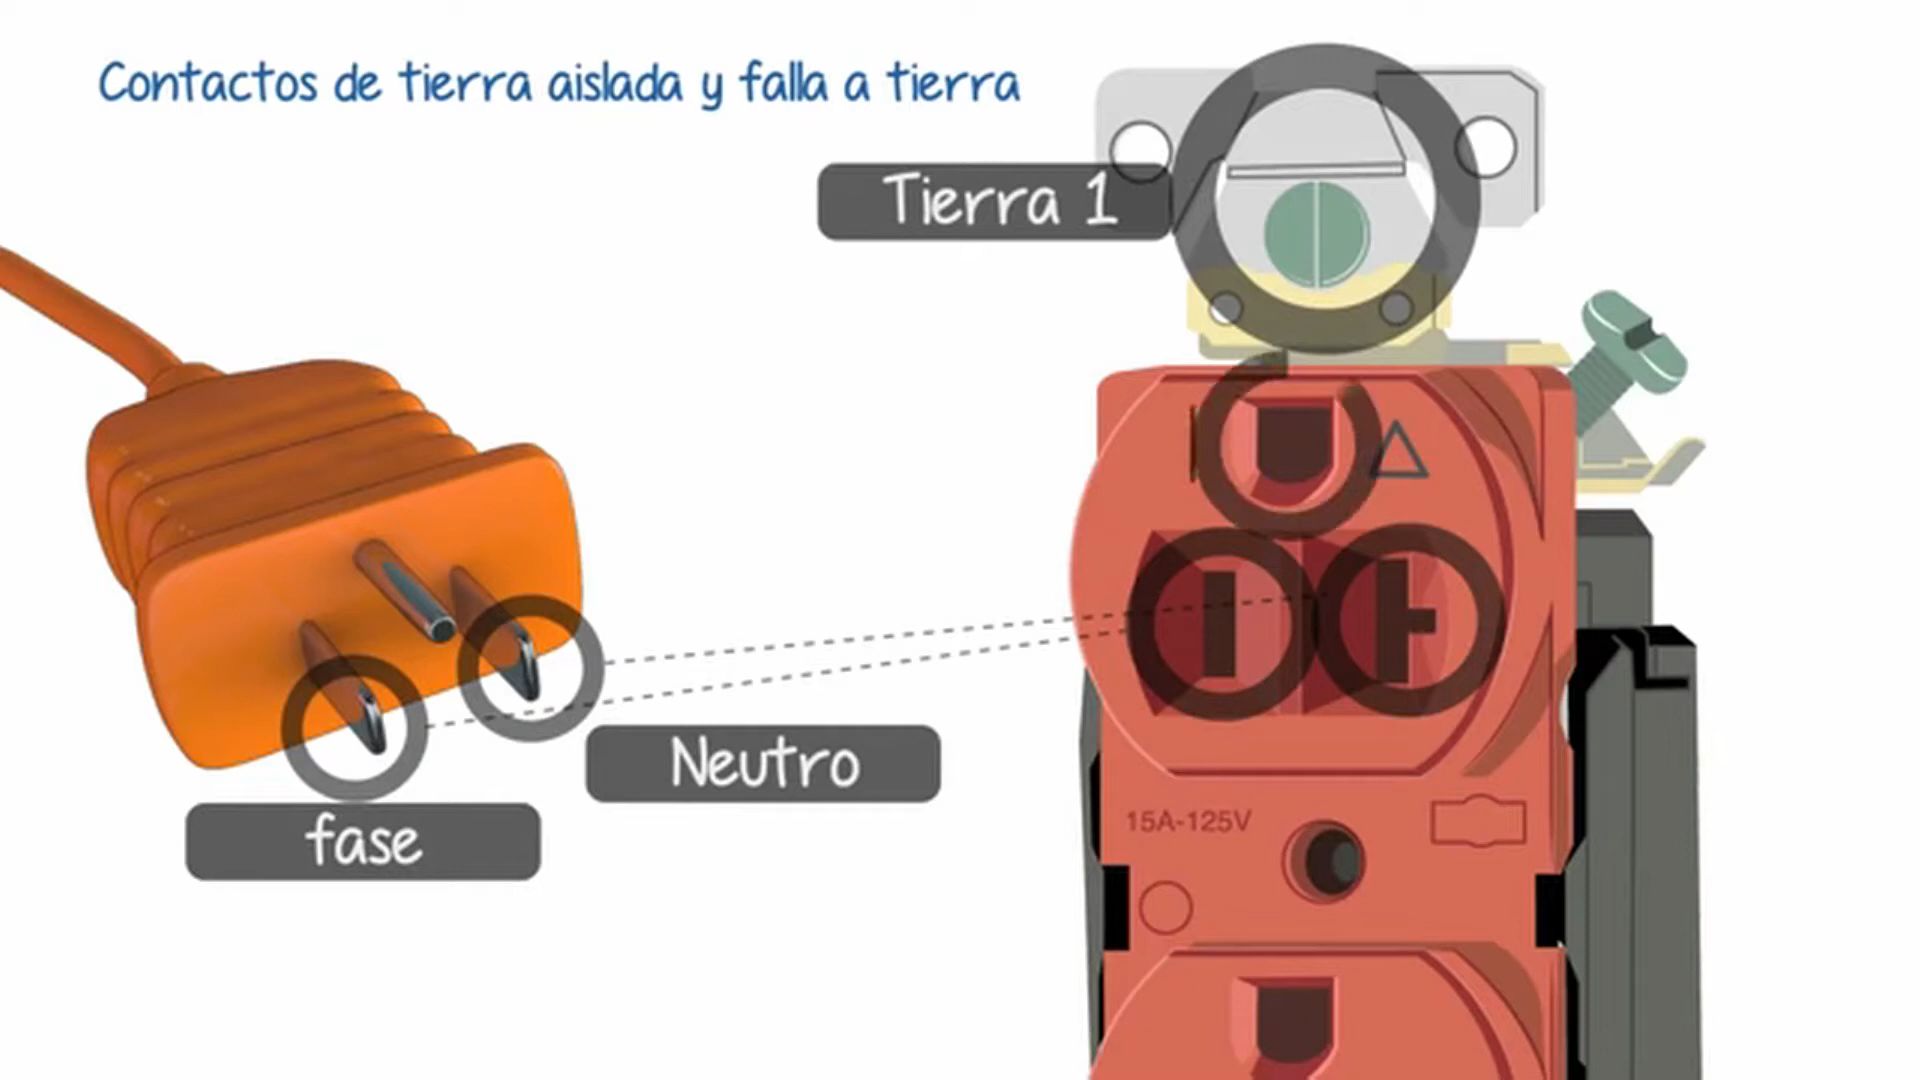 Contactos de tierra aislada y falla a tierra
Tierra 1
Neutro
fase
15A-125V